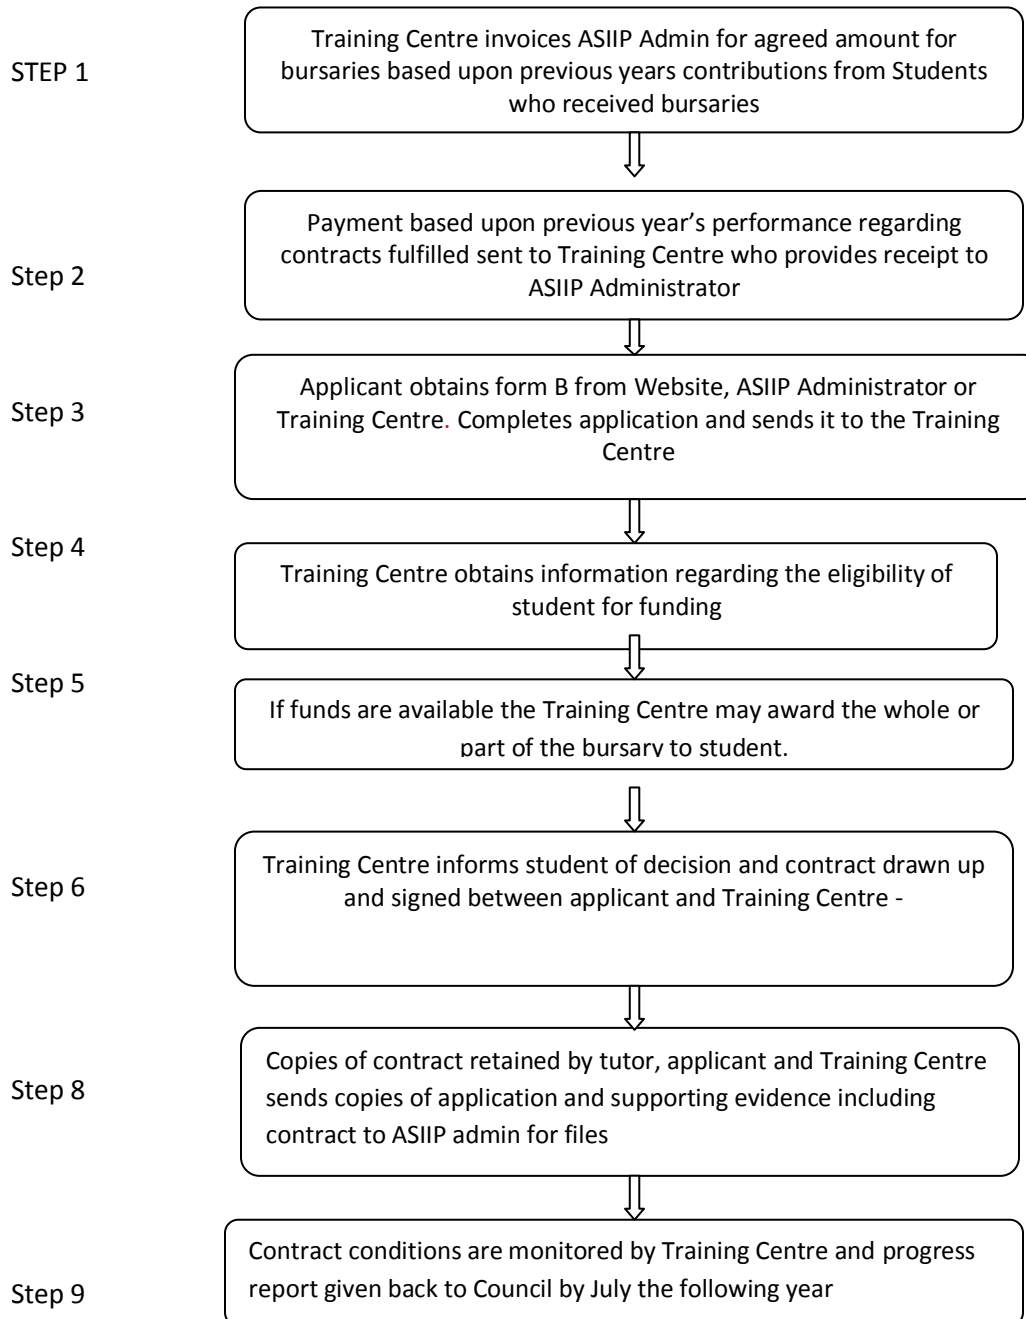 STEP 1
Training Centre invoices ASIIP Admin for agreed amount for
bursaries based upon previous years contributions from Students
who received bursaries
Step 2
Payment based upon previous year’s performance regarding
contracts fulfilled sent to Training Centre who provides receipt to
ASIIP Administrator
Step 3
Applicant obtains form B from Website, ASIIP Administrator or
Training Centre. Completes application and sends it to the Training
Centre
Step 4
Training Centre obtains information regarding the eligibility of
student for funding
Step 5
If funds are available the Training Centre may award the whole or
part of the bursary to student.
Step 6
Training Centre informs student of decision and contract drawn up
and signed between applicant and Training Centre -
Step 8
Copies of contract retained by tutor, applicant and Training Centre
sends copies of application and supporting evidence including
contract to ASIIP admin for files
Step 9
Contract conditions are monitored by Training Centre and progress
report given back to Council by July the following year